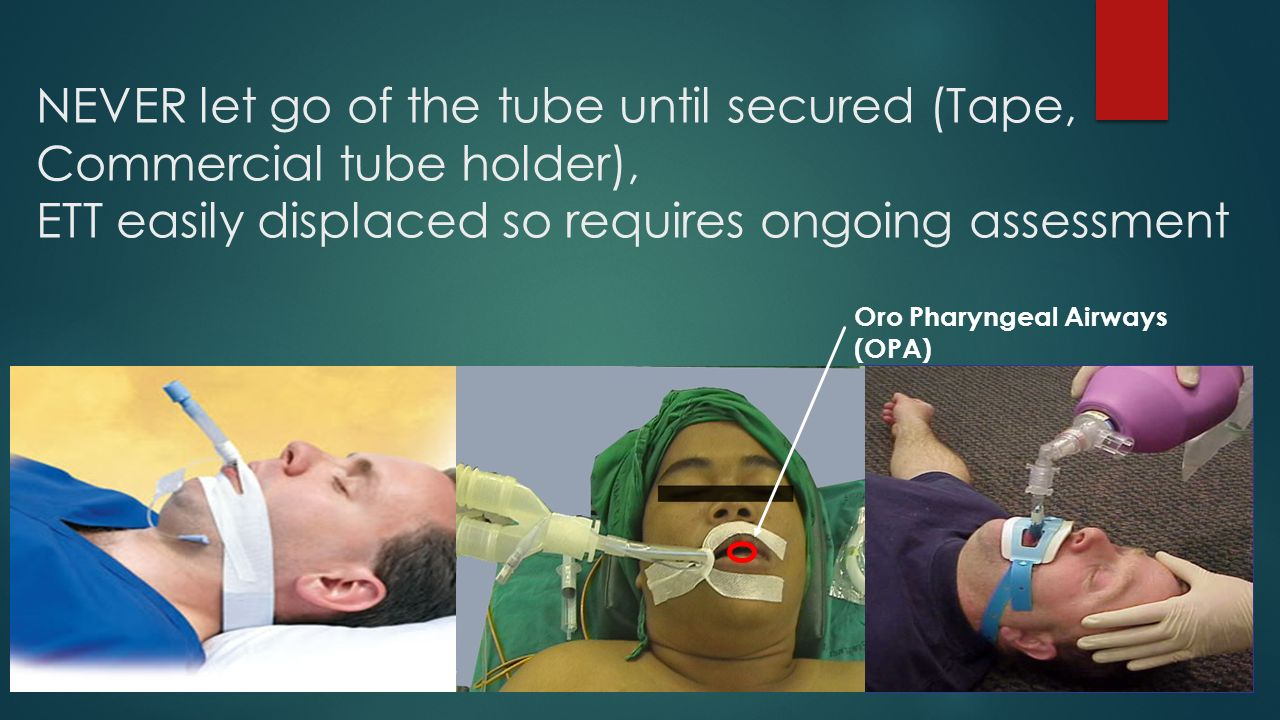 NEVER let go of the tube until secured (Tape,
Commercial tube holder),
ETT easily displaced so requires ongoing assessment
Oro Pharyngeal Airways
(OPA)